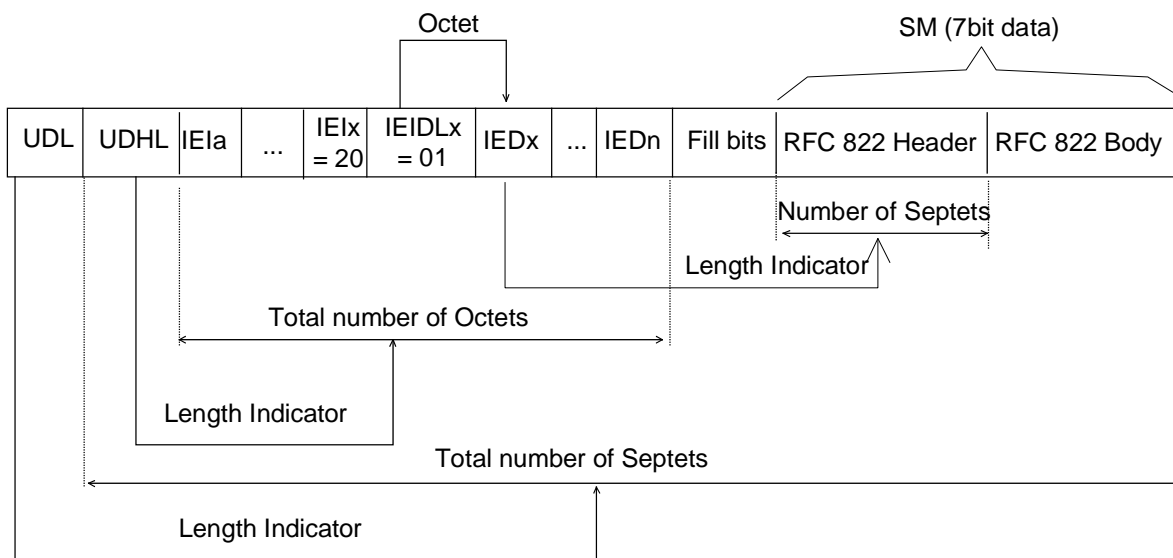 Octet
SM (7bit data)
UDL UDHL IEIa ... IEIx = 20 IEIDLx = 01 IEDx ... IEDn Fill bits RFC 822 Header RFC 822 Body
Number of Septets
Length Indicator
Total number of Octets
Length Indicator
Total number of Septets
Length Indicator